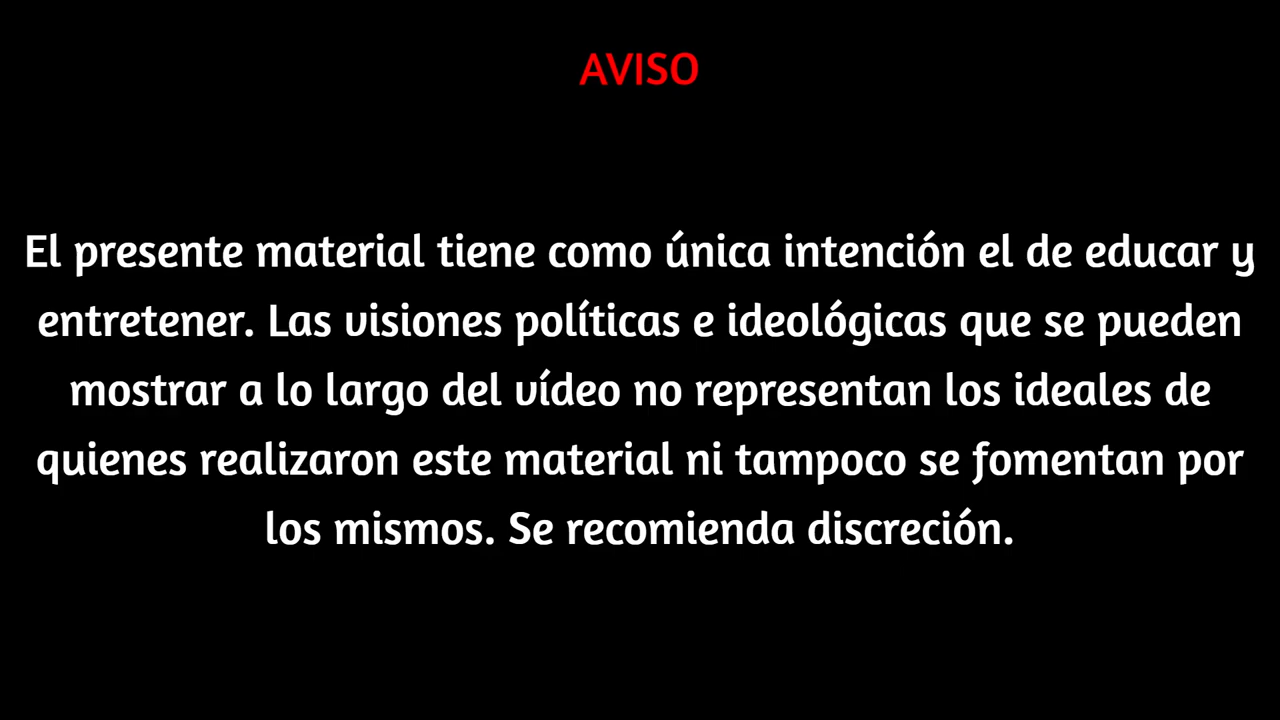 AVISO
El presente material tiene como única intención el de educar y
entretener. Las visiones políticas e ideológicas que se pueden
mostrar a lo largo del vídeo no representan los ideales de
quienes realizaron este material ni tampoco se fomentan por
los mismos. Se recomienda discreción.